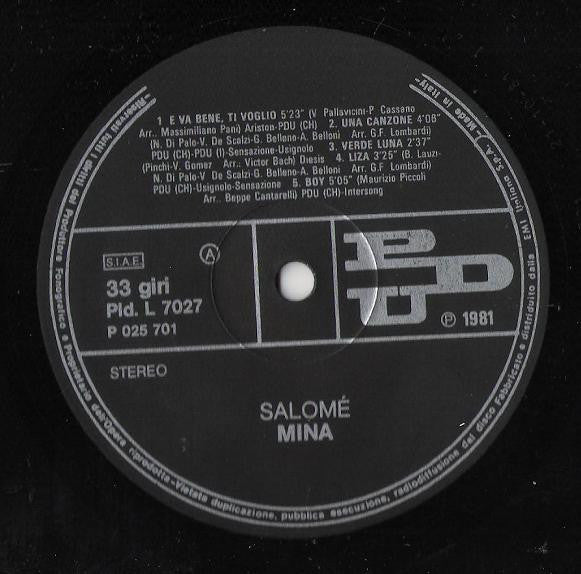 1 E VA BENE, TI VOGLIO 5'23" (V Pallavicini-P Cassano
Arr.. Massimiliano Pani) Ariston-PDU (CH) 2. UNA CANZONE 4'08"
(N. Di Palo-V. De Scalzi-G. Belleno-A. Belloni Arr.. G.F. Lombardi)
PDU (CH)-PDU (I)-Sensazione-Usignolo 3. VERDE LUNA 2'37"
(Pinchi-V. Gomez Arr.. Victor Bach) Diesis 4. LIZA 3'25" (B. Lauzi-
N. Di Palo-V De Scalzi-G. Belleno-A. Belloni Arr.. G.F. Lombardi)
PDU (CH)-Usignolo-Sensazione 5. BOY 5'05" (Maurizio Piccoli
Arr.. Beppe Cantarelli) PDU (CH)-Intersong
S.I.A.E. A
33 giri
Pld. L 7027
P 025 701
PDU
Ⓟ 1981
STEREO
SALOMÉ
MINA
-Riservati tutti i diritti del Produttore Fonografico e Proprietario dell'Opera riprodotta-Vietata duplicazione, pubblica esecuzione, radiodiffusione del disco Fabbricato e distribuito dalla EMI Italiana S.p.A.- Made in Italy-